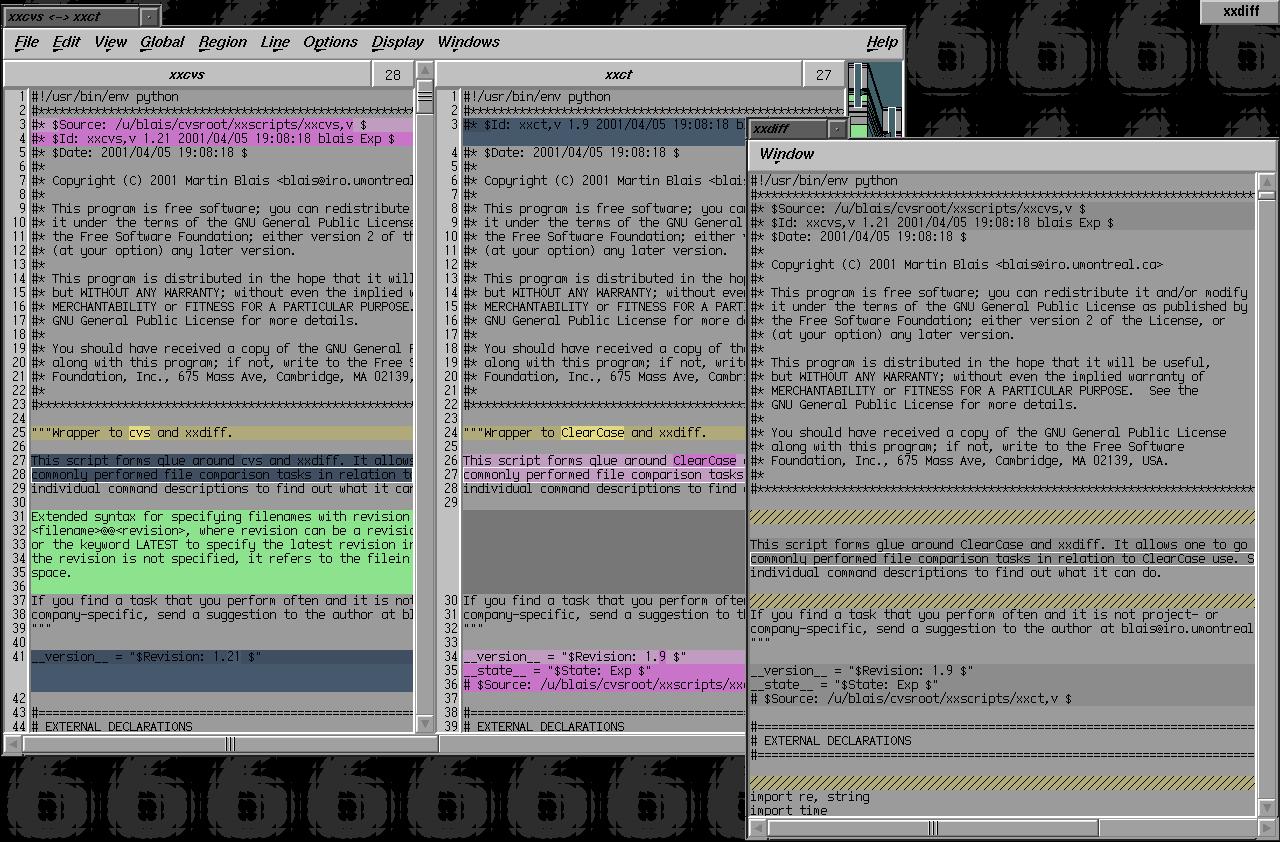 xxcvs <-> xxct
xxdiff
File Edit View Global Region Line Options Display Windows Help
xxcvs 28
1 #!/usr/bin/env python
2 #*****************************************************
3 #* $Source: /u/blais/cvsroot/xxscripts/xxcvs,v $
4 #* $Id: xxcvs,v 1.21 2001/04/05 19:08:18 blais Exp $
5 #* $Date: 2001/04/05 19:08:18 $
6 #*
7 #* Copyright (C) 2001 Martin Blais <blais@iro.umontreal
8 #*
9 #* This program is free software; you can redistribute
10 #* it under the terms of the GNU General Public License
11 #* the Free Software Foundation; either version 2 of th
12 #* (at your option) any later version.
13 #*
14 #* This program is distributed in the hope that it will
15 #* but WITHOUT ANY WARRANTY; without even the implied w
16 #* MERCHANTABILITY or FITNESS FOR A PARTICULAR PURPOSE.
17 #* GNU General Public License for more details.
18 #*
19 #* You should have received a copy of the GNU General P
20 #* along with this program; if not, write to the Free S
21 #* Foundation, Inc., 675 Mass Ave, Cambridge, MA 02139,
22 #*
23 #*****************************************************
24
25 """Wrapper to cvs and xxdiff.
26
27 This script forms glue around cvs and xxdiff. It allows
28 commonly performed file comparison tasks in relation to
29 individual command descriptions to find out what it can
30
31 Extended syntax for specifying filenames with revision
32 <filename>@@<revision>, where revision can be a revisio
33 or the keyword LATEST to specify the latest revision in
34 the revision is not specified, it refers to the filein
35 space.
36
37 If you find a task that you perform often and it is not
38 company-specific, send a suggestion to the author at bl
39 """
40
41 __version__ = "$Revision: 1.21 $"
42
43 #======================================================
44 # EXTERNAL DECLARATIONS
xxct 27
1 #!/usr/bin/env python
2 #*****************************************************
3 #* $Id: xxct,v 1.9 2001/04/05 19:08:18 b
4 #* $Date: 2001/04/05 19:08:18 $
5 #*
6 #* Copyright (C) 2001 Martin Blais <blai
7 #*
8 #* This program is free software; you ca
9 #* it under the terms of the GNU General
10 #* the Free Software Foundation; either v
11 #* (at your option) any later version.
12 #*
13 #* This program is distributed in the hop
14 #* but WITHOUT ANY WARRANTY; without even
15 #* MERCHANTABILITY or FITNESS FOR A PARTI
16 #* GNU General Public License for more de
17 #*
18 #* You should have received a copy of the
19 #* along with this program; if not, writ
20 #* Foundation, Inc., 675 Mass Ave, Cambr
21 #*
22 #***************************************
23
24 """Wrapper to ClearCase and xxdiff.
25
26 This script forms glue around ClearCase
27 commonly performed file comparison tasks
28 individual command descriptions to find
29
30 If you find a task that you perform ofte
31 company-specific, send a suggestion to t
32 """
33
34 __version__ = "$Revision: 1.9 $"
35 __state__ = "$State: Exp $"
36 # $Source: /u/blais/cvsroot/xxscripts/xx
37
38 #=======================================
39 # EXTERNAL DECLARATIONS
xxdiff
Window
#!/usr/bin/env python
#***********************************************************************
#* $Source: /u/blais/cvsroot/xxscripts/xxcvs,v $
#* $Id: xxcvs,v 1.21 2001/04/05 19:08:18 blais Exp $
#* $Date: 2001/04/05 19:08:18 $
#*
#* Copyright (C) 2001 Martin Blais <blais@iro.umontreal.ca>
#*
#* This program is free software; you can redistribute it and/or modify
#* it under the terms of the GNU General Public License as published by
#* the Free Software Foundation; either version 2 of the License, or
#* (at your option) any later version.
#*
#* This program is distributed in the hope that it will be useful,
#* but WITHOUT ANY WARRANTY; without even the implied warranty of
#* MERCHANTABILITY or FITNESS FOR A PARTICULAR PURPOSE. See the
#* GNU General Public License for more details.
#*
#* You should have received a copy of the GNU General Public License
#* along with this program; if not, write to the Free Software
#* Foundation, Inc., 675 Mass Ave, Cambridge, MA 02139, USA.
#*
#***********************************************************************
This script forms glue around ClearCase and xxdiff. It allows one to go
commonly performed file comparison tasks in relation to ClearCase use. S
individual command descriptions to find out what it can do.
If you find a task that you perform often and it is not project- or
company-specific, send a suggestion to the author at blais@iro.umontreal
"""
__version__ = "$Revision: 1.9 $"
__state__ = "$State: Exp $"
# $Source: /u/blais/cvsroot/xxscripts/xxct,v $
#=======================================================================
# EXTERNAL DECLARATIONS
#=======================================================================
import re, string
import time